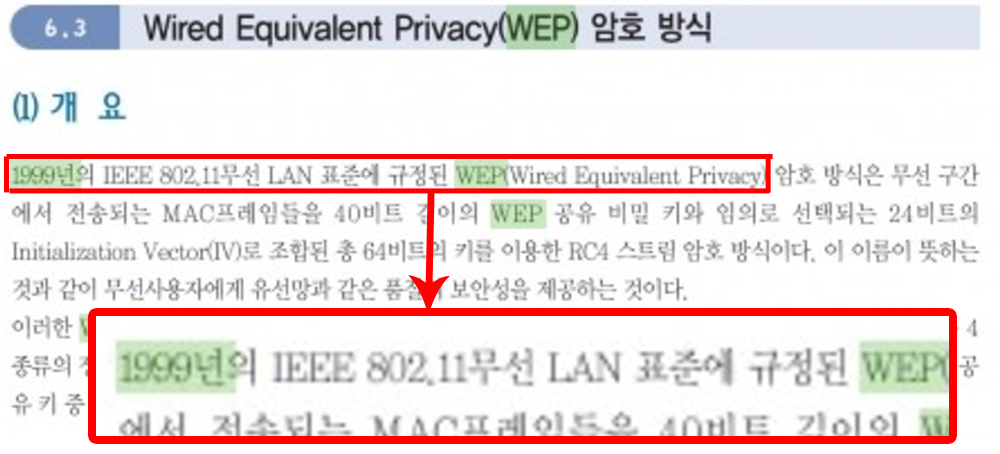 6.3 Wired Equivalent Privacy(WEP) 암호 방식
(1) 개 요
1999년의 IEEE 802.11무선 LAN 표준에 규정된 WEP(Wired Equivalent Privacy) 암호 방식은 무선 구간
에서 전송되는 MAC프레임들을 40비트 길이의 WEP 공유 비밀 키와 임의로 선택되는 24비트의
Initialization Vector(IV)로 조합된 총 64비트의 키를 이용한 RC4 스트림 암호 방식이다. 이 이름이 뜻하는
것과 같이 무선사용자에게 유선망과 같은 품질의 보안성을 제공하는 것이다.
이러한 4
종류의 공
유 키 중
1999년의 IEEE 802.11무선 LAN 표준에 규정된 WEP(
에서 전송되는 MAC프레임들을 40비트 길이의